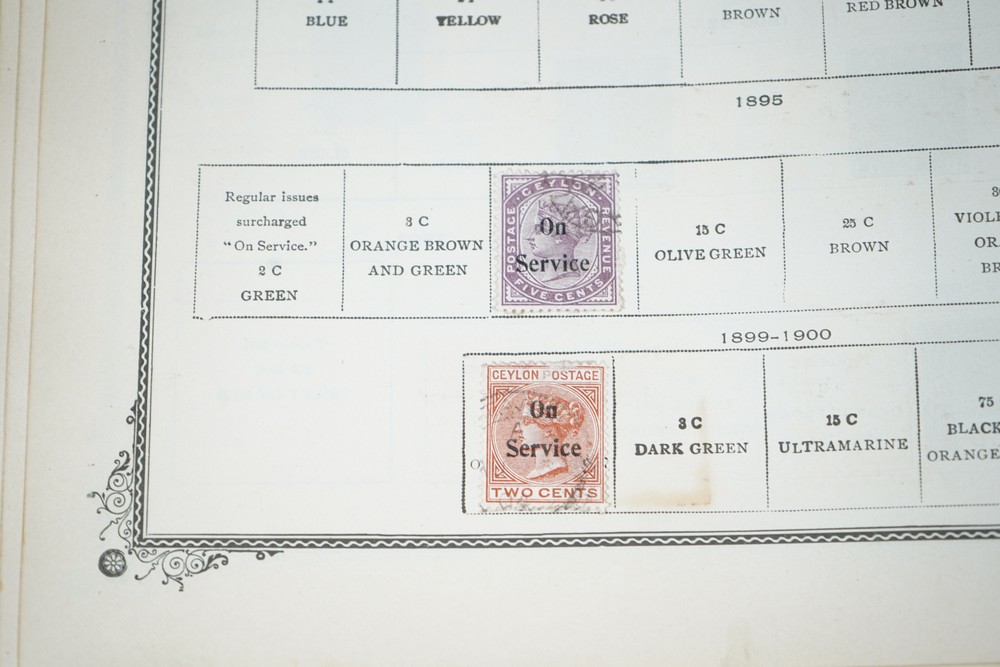 BLUE
YELLOW
ROSE
BROWN
RED BROWN
1895
Regular issues
surcharged
"On Service."
2 C
GREEN
3 C
ORANGE BROWN
AND GREEN
POSTAGE · CEYLON · REVENUE
On
Service
FIVE CENTS
15 C
OLIVE GREEN
25 C
BROWN
VIOL
OR
BR
1899-1900
CEYLON POSTAGE
On
Service
TWO CENTS
3 C
DARK GREEN
15 C
ULTRAMARINE
75
BLACK
ORANGE